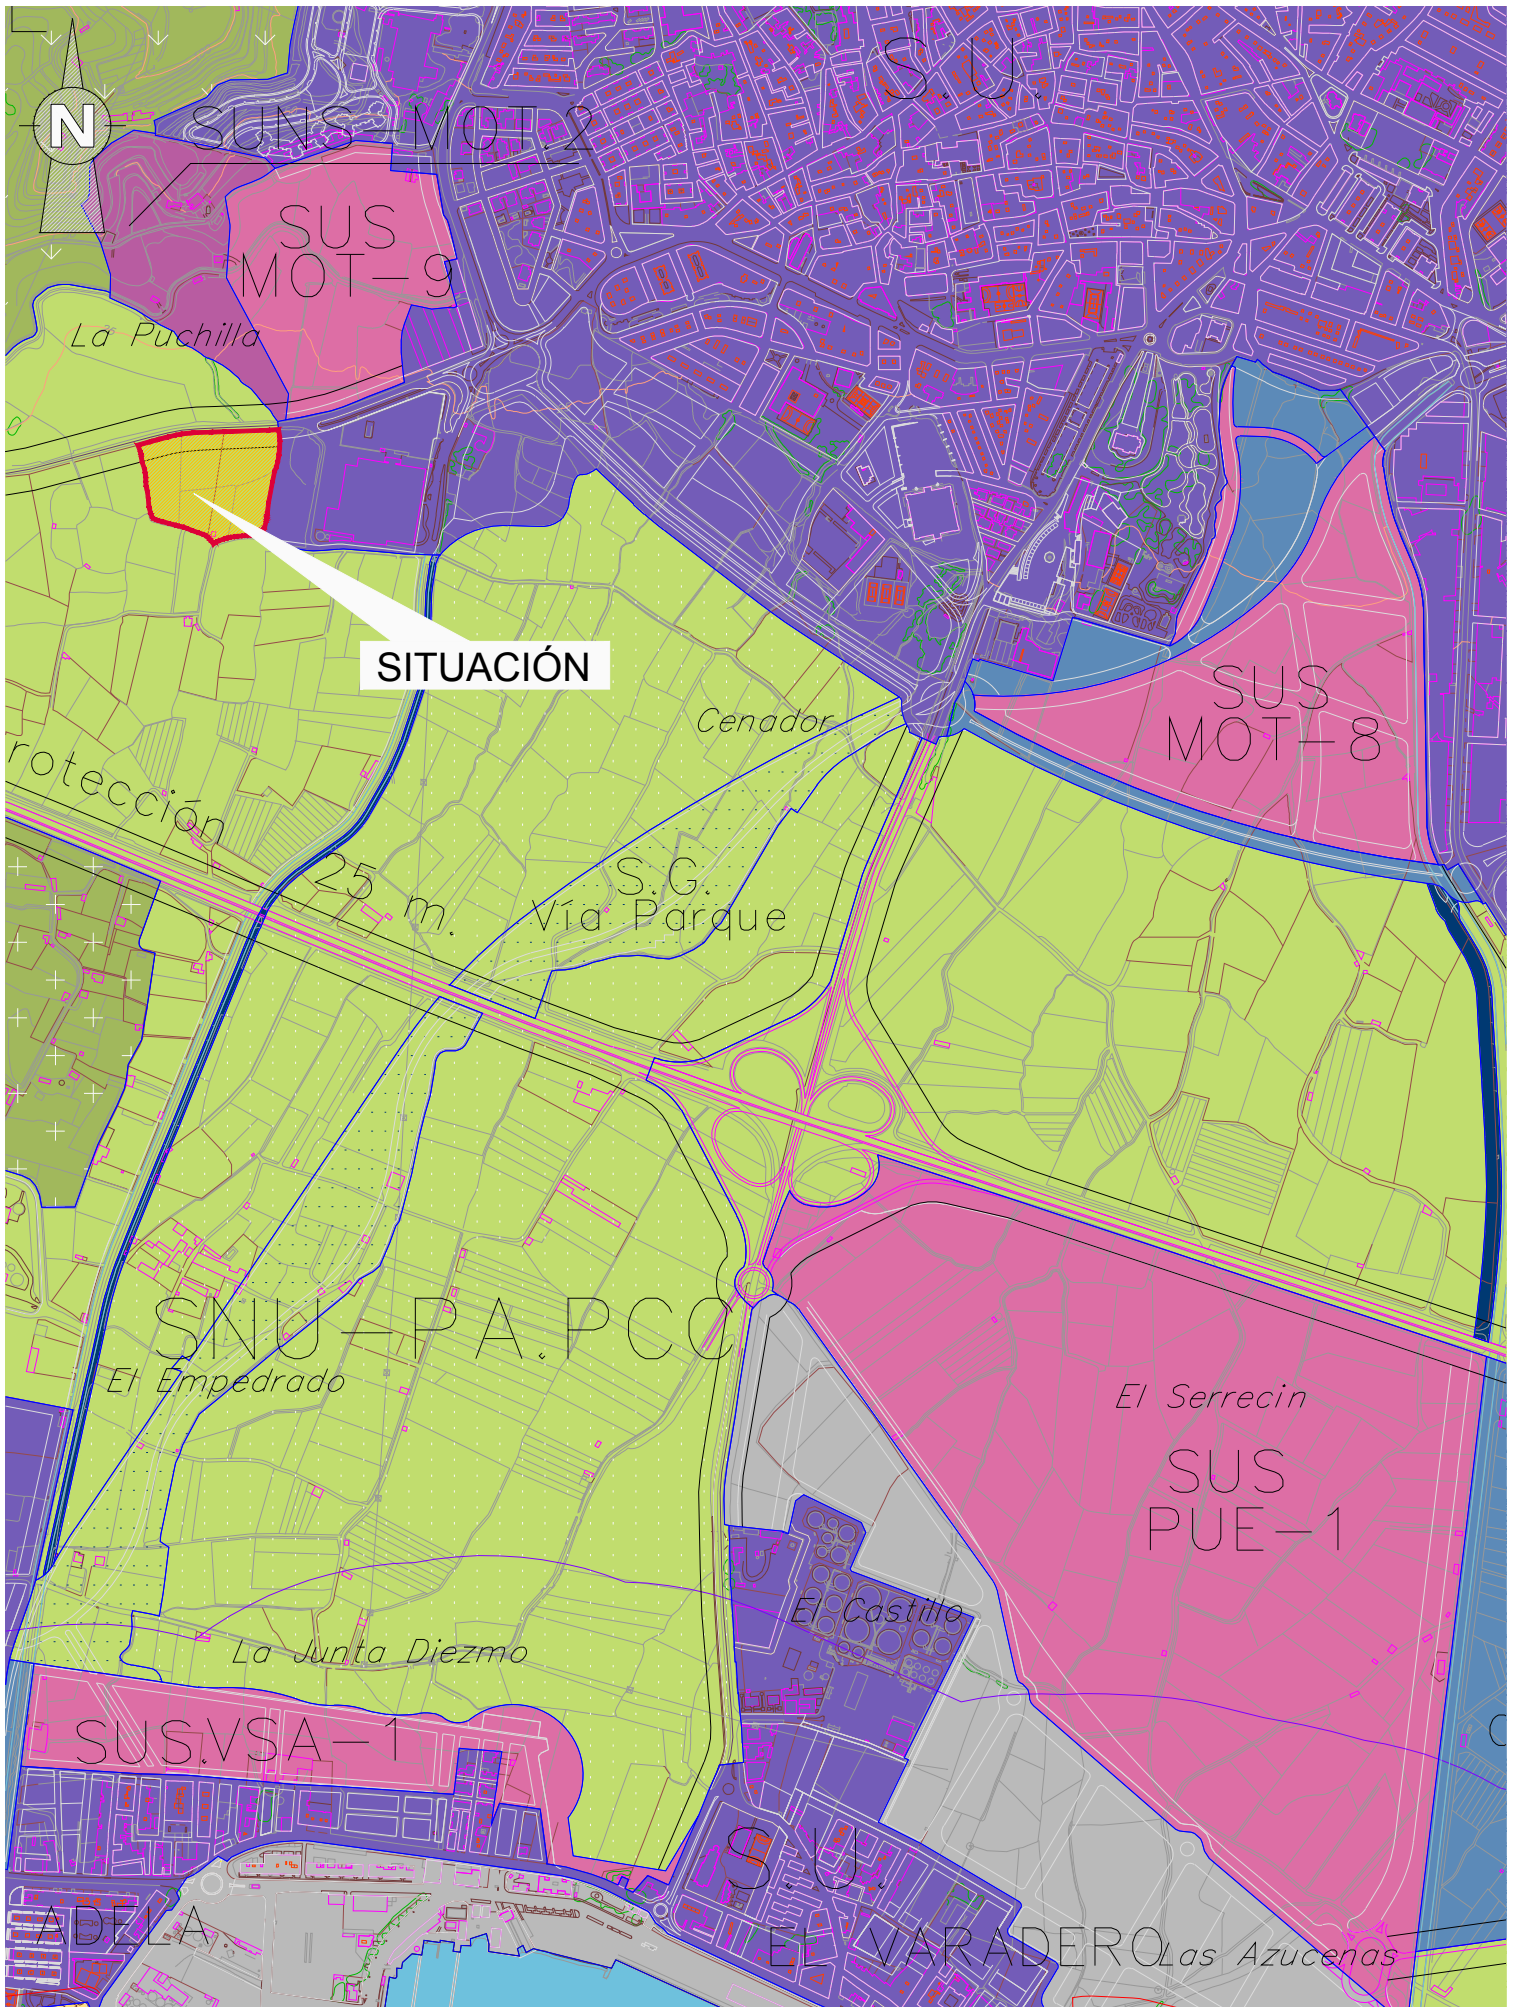 S.U.
N
SUNS-MOT.2
SUS
MOT-9
La Puchilla
SITUACIÓN
SUS
MOT-8
Cenador
rotección
25 m.
S.G.
Vía Parque
SNU-PA.PCC
El Empedrado
El Serrecin
SUS
PUE-1
El Castillo
La Junta Diezmo
SUS.VSA-1
S.U.
ADELA
EL VARADERO
Las Azucenas